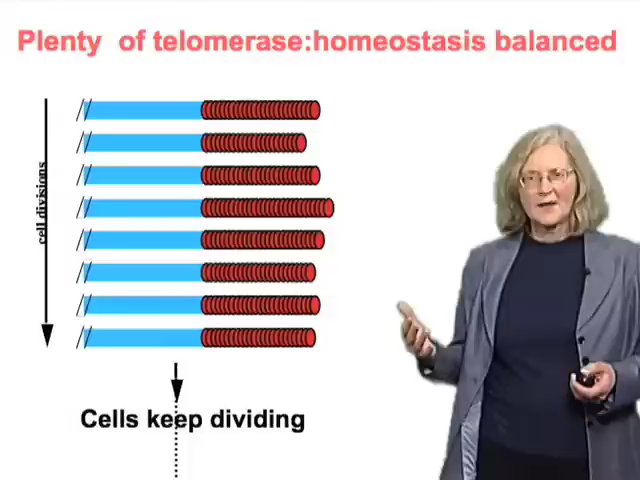 Plenty of telomerase:homeostasis balanced
cell divisions
Cells keep dividing